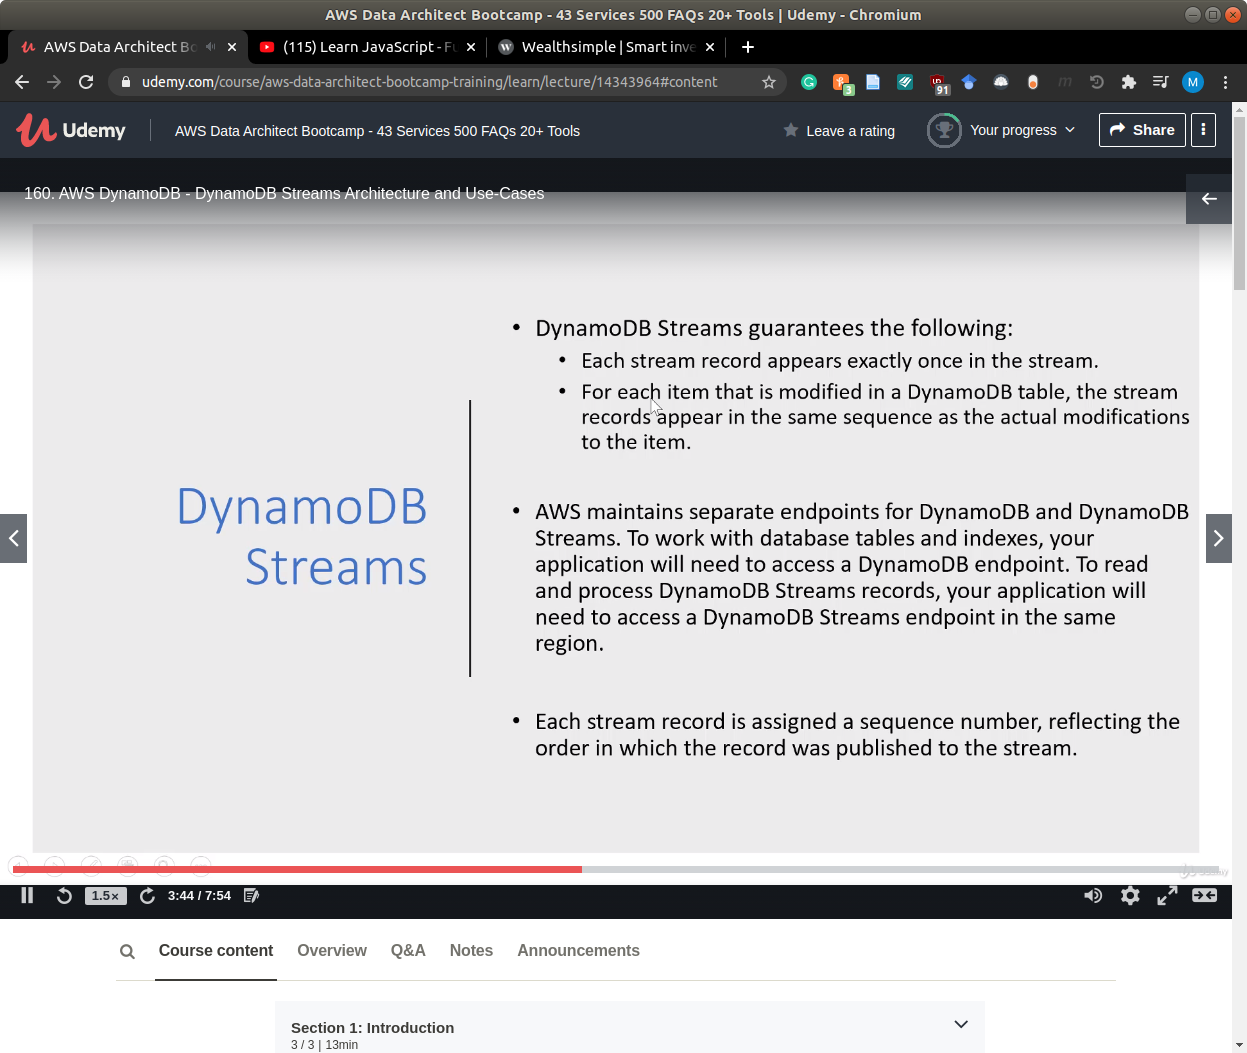 AWS Data Architect Bootcamp - 43 Services 500 FAQs 20+ Tools | Udemy - Chromium
AWS Data Architect Bo
(115) Learn JavaScript - Fu
Wealthsimple | Smart inve
udemy.com/course/aws-data-architect-bootcamp-training/learn/lecture/14343964#content
3
91
M
Udemy
AWS Data Architect Bootcamp - 43 Services 500 FAQs 20+ Tools
Leave a rating
Your progress
Share
160. AWS DynamoDB - DynamoDB Streams Architecture and Use-Cases
DynamoDB
Streams
• DynamoDB Streams guarantees the following:
• Each stream record appears exactly once in the stream.
• For each item that is modified in a DynamoDB table, the stream
records appear in the same sequence as the actual modifications
to the item.
• AWS maintains separate endpoints for DynamoDB and DynamoDB
Streams. To work with database tables and indexes, your
application will need to access a DynamoDB endpoint. To read
and process DynamoDB Streams records, your application will
need to access a DynamoDB Streams endpoint in the same
region.
• Each stream record is assigned a sequence number, reflecting the
order in which the record was published to the stream.
1.5×
3:44 / 7:54
Course content
Overview
Q&A
Notes
Announcements
Section 1: Introduction
3 / 3 | 13min